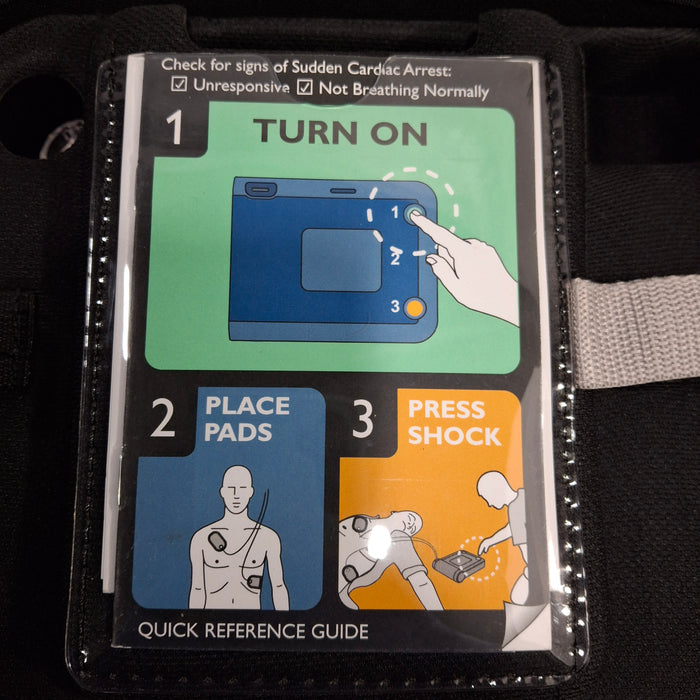 Check for signs of Sudden Cardiac Arrest:
☑ Unresponsive ☑ Not Breathing Normally
1
TURN ON
1
2
3
2
PLACE
PADS
3
PRESS
SHOCK
QUICK REFERENCE GUIDE